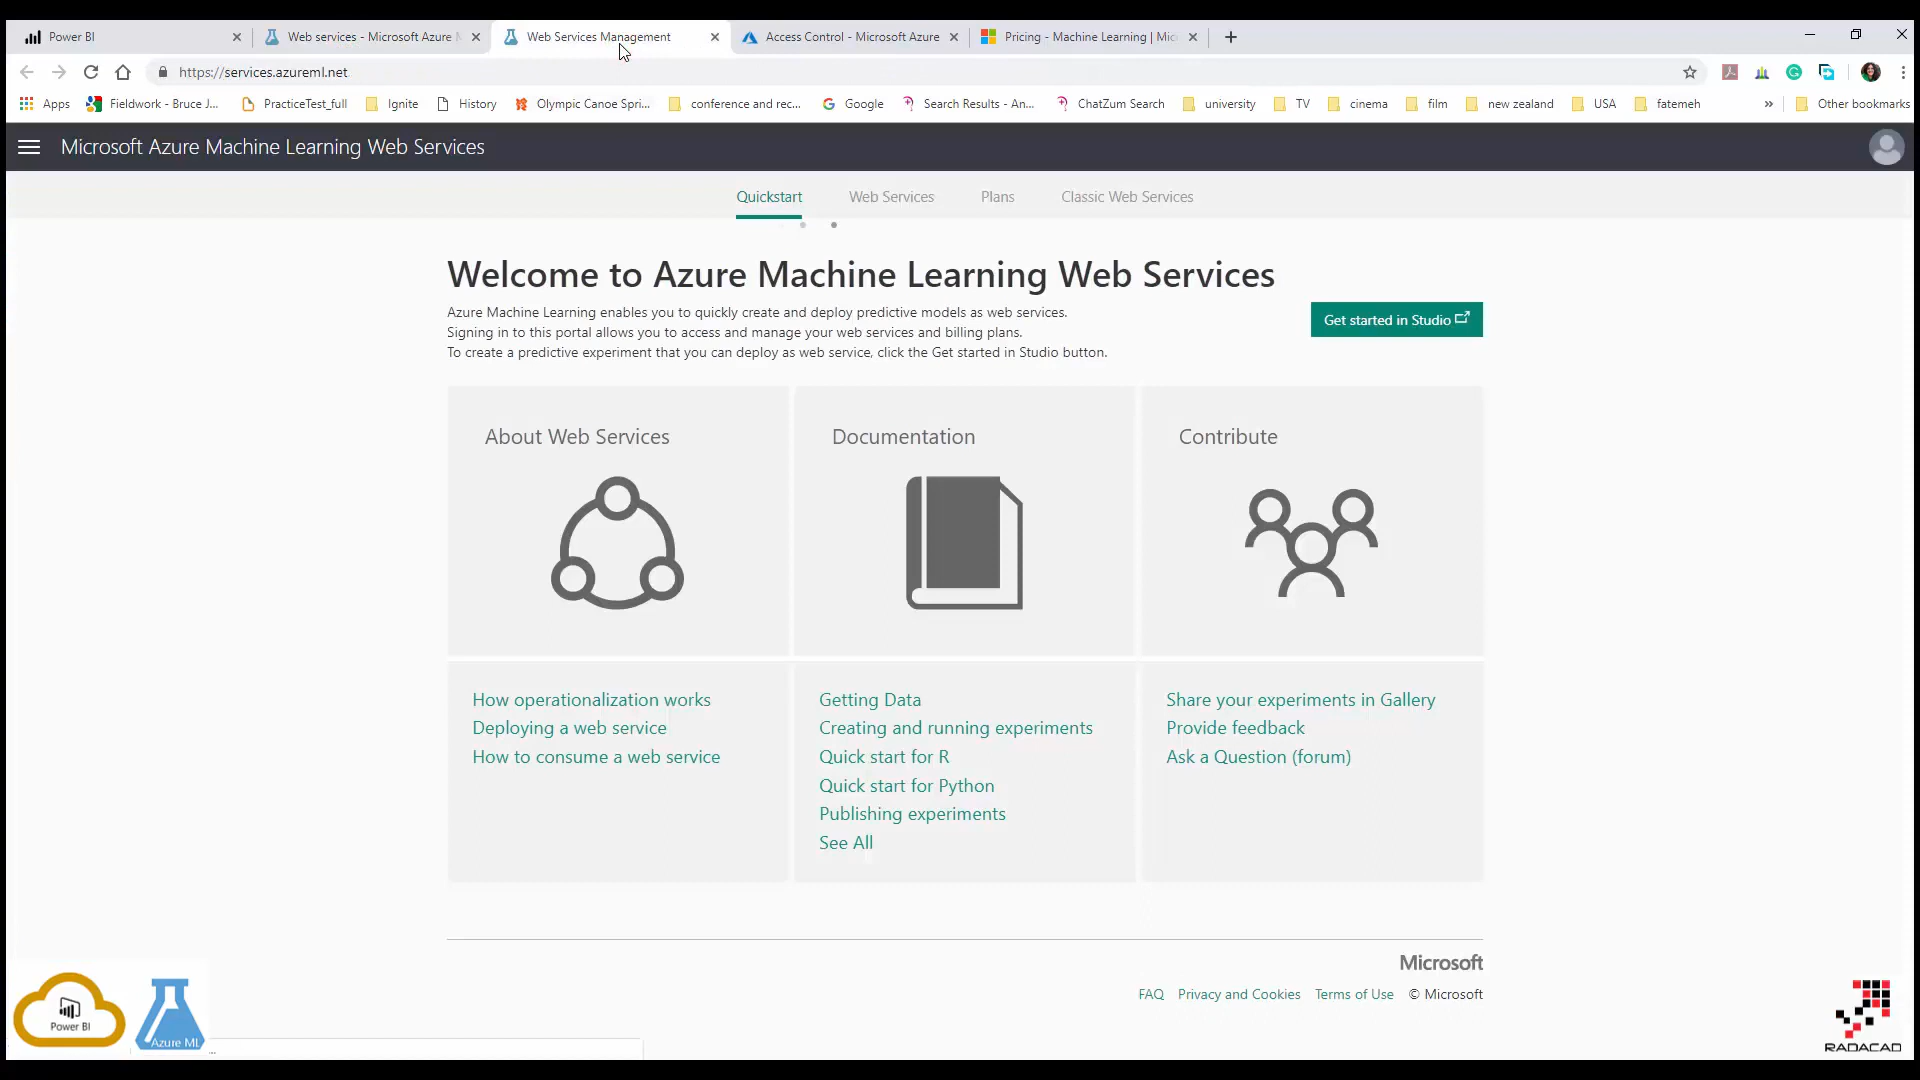 Power BI
Web services - Microsoft Azure M
Web Services Management
Access Control - Microsoft Azure
Pricing - Machine Learning | Mic
https://services.azureml.net
Apps
Fieldwork - Bruce J...
PracticeTest_full
Ignite
History
Olympic Canoe Spri...
conference and rec...
Google
Search Results - An...
ChatZum Search
university
TV
cinema
film
new zealand
USA
fatemeh
»
Other bookmarks
Microsoft Azure Machine Learning Web Services
Quickstart
Web Services
Plans
Classic Web Services
Welcome to Azure Machine Learning Web Services
Azure Machine Learning enables you to quickly create and deploy predictive models as web services.
Signing in to this portal allows you to access and manage your web services and billing plans.
To create a predictive experiment that you can deploy as web service, click the Get started in Studio button.
Get started in Studio
About Web Services
Documentation
Contribute
How operationalization works
Deploying a web service
How to consume a web service
Getting Data
Creating and running experiments
Quick start for R
Quick start for Python
Publishing experiments
See All
Share your experiments in Gallery
Provide feedback
Ask a Question (forum)
Microsoft
FAQ
Privacy and Cookies
Terms of Use
© Microsoft
Power BI
Azure ML
...
RADACAD